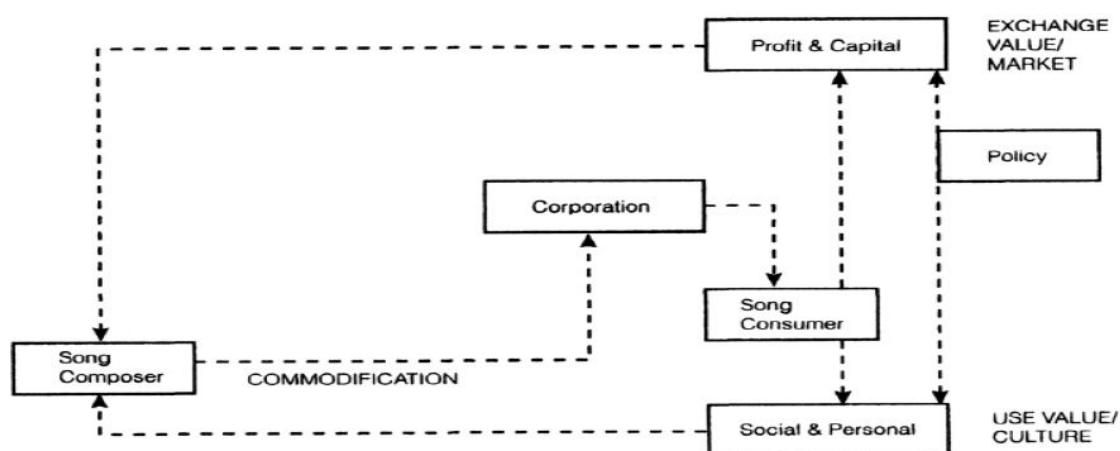 Profit & Capital
EXCHANGE
VALUE/
MARKET
Policy
Corporation
Song
Consumer
Song
Composer
COMMODIFICATION
Social & Personal
USE VALUE/
CULTURE